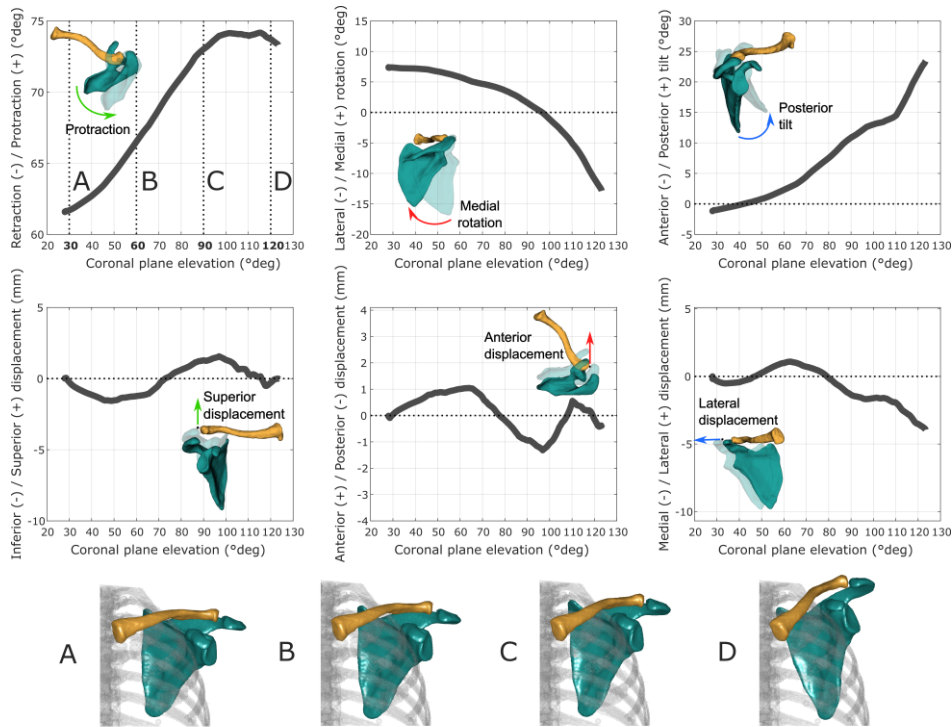 Retraction (-) / Protraction (+) (°deg)
75
72
65
62
60
Protraction
A
B
C
D
20 30 40 50 60 70 80 90 100 110 120 130
Coronal plane elevation (°deg)
Lateral (-) / Medial (+) rotation (°deg)
15
10
5
0
-5
-10
-15
-20
Medial
rotation
20 30 40 50 60 70 80 90 100 110 120 130
Coronal plane elevation (°deg)
Anterior (-) / Posterior (+) tilt (°deg)
30
25
20
15
10
5
0
-5
Posterior
tilt
20 30 40 50 60 70 80 90 100 110 120 130
Coronal plane elevation (°deg)
Inferior (-) / Superior (+) displacement (mm)
5
0
-5
-10
Superior
displacement
20 30 40 50 60 70 80 90 100 110 120 130
Coronal plane elevation (°deg)
Anterior (+) / Posterior (-) displacement (mm)
4
3
2
1
0
-1
-2
-3
-4
Anterior
displacement
20 30 40 50 60 70 80 90 100 110 120 130
Coronal plane elevation (°deg)
Medial (-) / Lateral (+) displacement (mm)
5
0
-5
-10
Lateral
displacement
20 30 40 50 60 70 80 90 100 110 120 130
Coronal plane elevation (°deg)
A
B
C
D